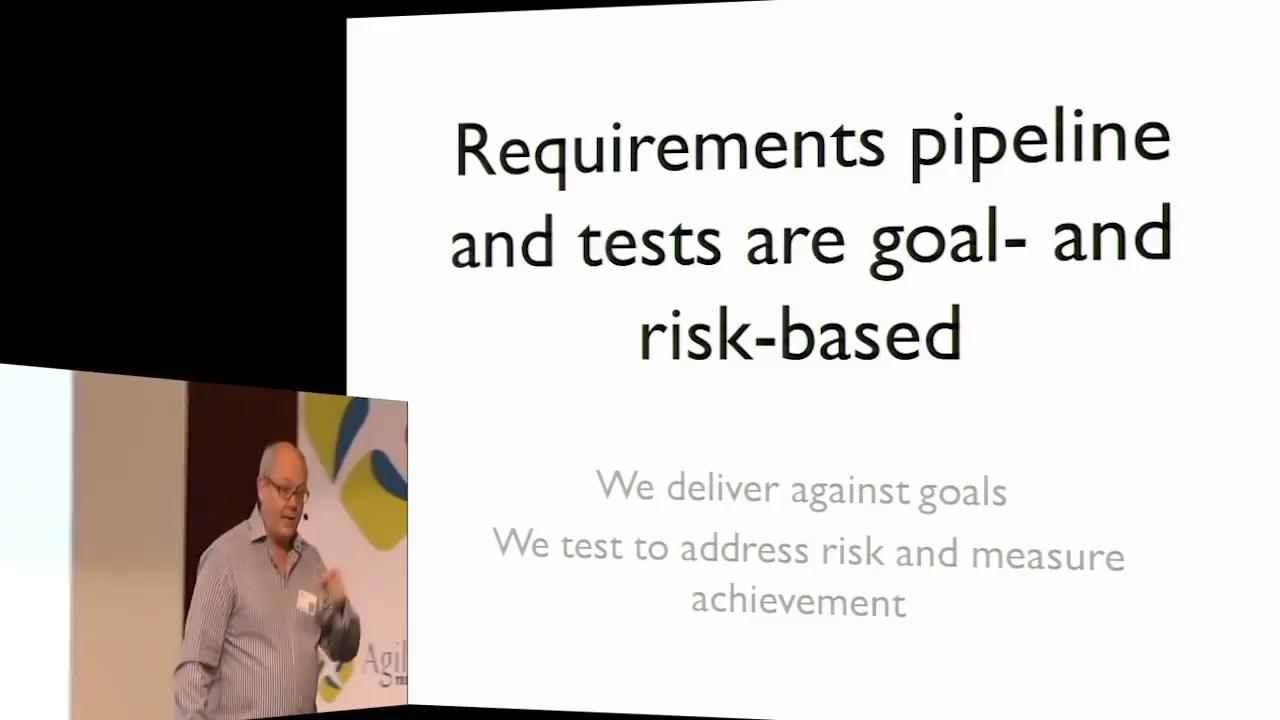 Requirements pipeline
and tests are goal- and
risk-based
We deliver against goals
We test to address risk and measure
achievement
Agil